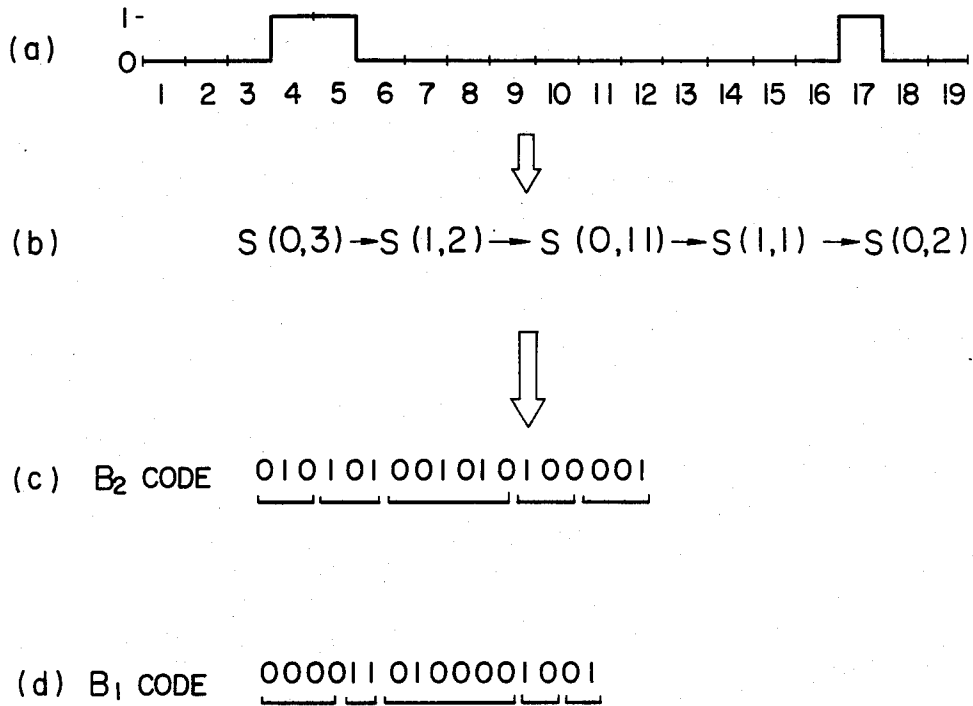 (a) 1-
0
1 2 3 4 5 6 7 8 9 10 11 12 13 14 15 16 17 18 19
(b) S(0,3)→S(1,2)→S(0,11)→S(1,1)→S(0,2)
(c) B₂ CODE 010101001010100001
(d) B₁ CODE 0000110100001001